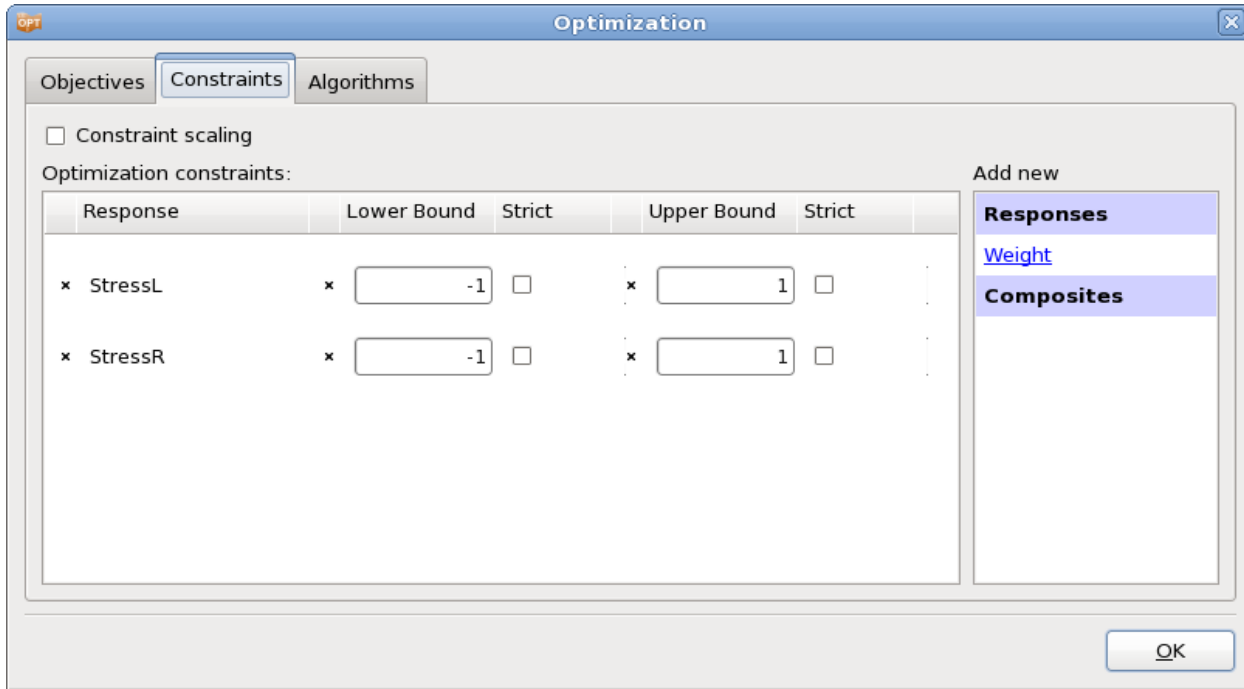 OPT Optimization
Objectives Constraints Algorithms
Constraint scaling
Optimization constraints: Add new
Response Lower Bound Strict Upper Bound Strict Responses
Weight
StressL -1 1 Composites
StressR -1 1
OK